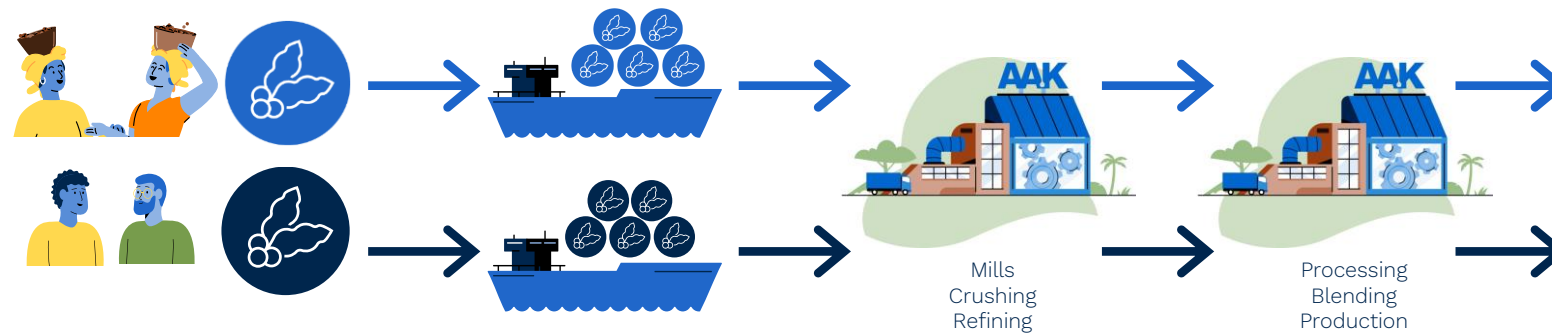 AAK
AAK
Mills
Crushing
Refining
Processing
Blending
Production